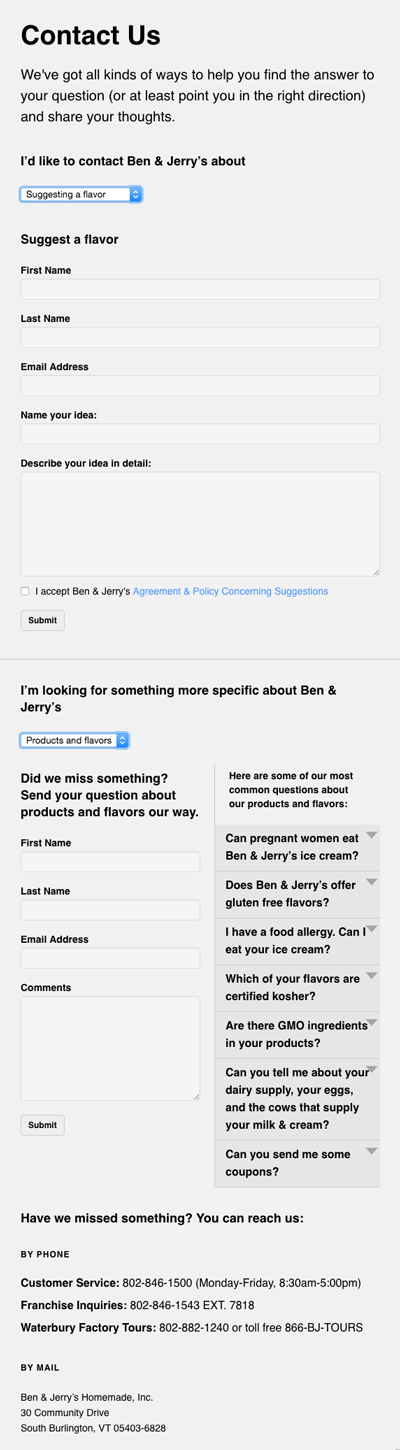 Contact Us
We've got all kinds of ways to help you find the answer to
your question (or at least point you in the right direction)
and share your thoughts.
I'd like to contact Ben & Jerry's about
Suggesting a flavor
Suggest a flavor
First Name
Last Name
Email Address
Name your idea:
Describe your idea in detail:
I accept Ben & Jerry's Agreement & Policy Concerning Suggestions
Submit
I'm looking for something more specific about Ben &
Jerry's
Products and flavors
Did we miss something?
Send your question about
products and flavors our way.
First Name
Last Name
Email Address
Comments
Submit
Here are some of our most
common questions about
our products and flavors:
Can pregnant women eat
Ben & Jerry's ice cream?
Does Ben & Jerry's offer
gluten free flavors?
I have a food allergy. Can I
eat your ice cream?
Which of your flavors are
certified kosher?
Are there GMO ingredients
in your products?
Can you tell me about your
dairy supply, your eggs,
and the cows that supply
your milk & cream?
Can you send me some
coupons?
Have we missed something? You can reach us:
BY PHONE
Customer Service: 802-846-1500 (Monday-Friday, 8:30am-5:00pm)
Franchise Inquiries: 802-846-1543 EXT. 7818
Waterbury Factory Tours: 802-882-1240 or toll free 866-BJ-TOURS
BY MAIL
Ben & Jerry's Homemade, Inc.
30 Community Drive
South Burlington, VT 05403-6828